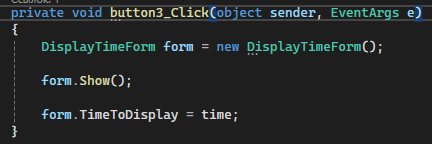 private void button3_Click(object sender, EventArgs e)
{
DisplayTimeForm form = new DisplayTimeForm();
form.Show();
form.TimeToDisplay = time;
}